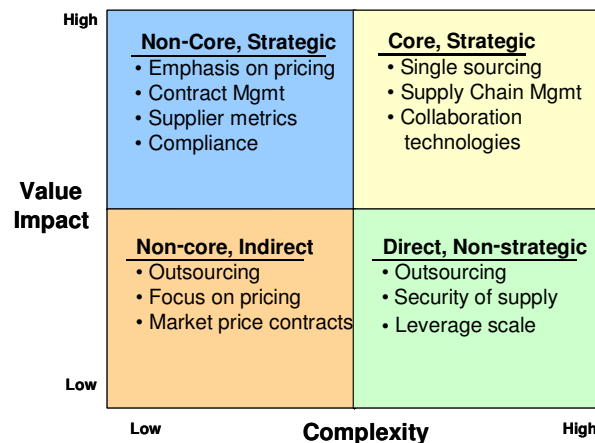 High
Non-Core, Strategic
• Emphasis on pricing
• Contract Mgmt
• Supplier metrics
• Compliance
Core, Strategic
• Single sourcing
• Supply Chain Mgmt
• Collaboration
technologies
Value
Impact
Non-core, Indirect
• Outsourcing
• Focus on pricing
• Market price contracts
Direct, Non-strategic
• Outsourcing
• Security of supply
• Leverage scale
Low
Low
Complexity
High